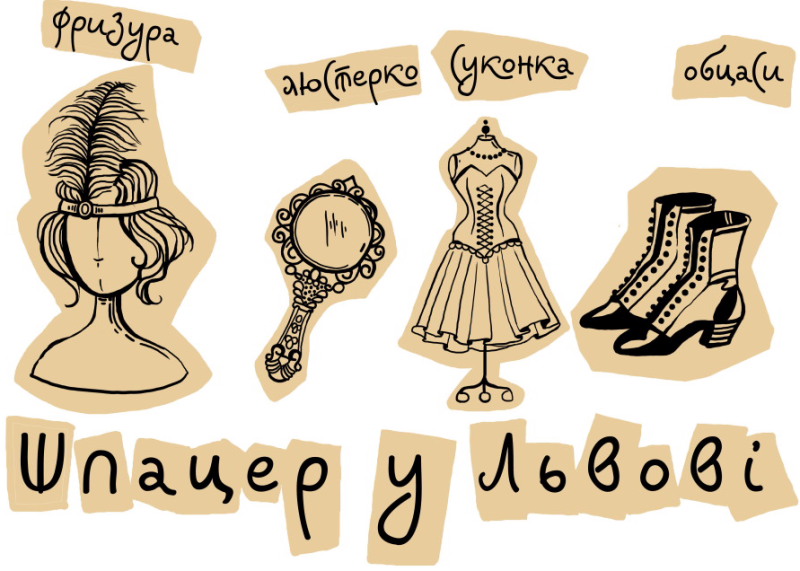 фризура
люстерко
суконка
обцаси
Шпацер у Львові